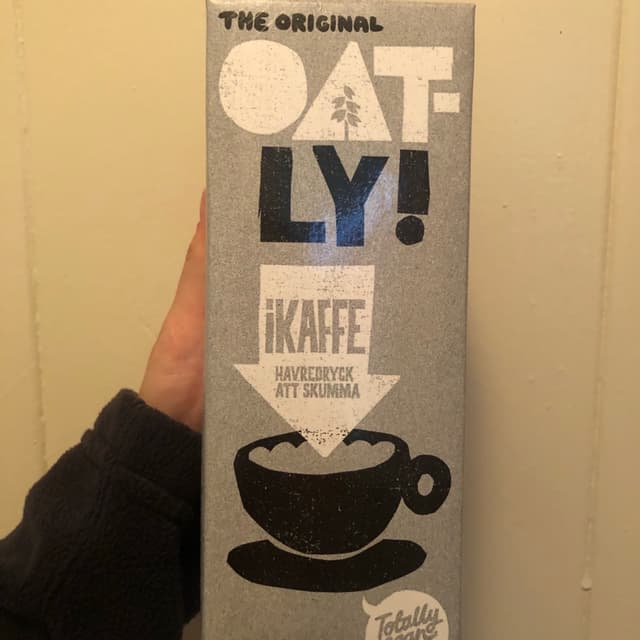 THE ORIGINAL
OAT-
LY!
iKAFFE
HAVREDRYCK
ATT SKUMMA
Totally